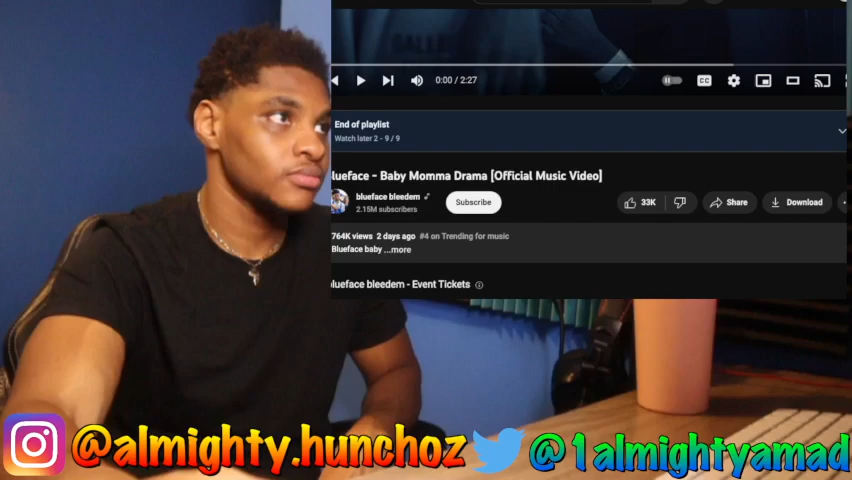 0:00 / 2:27
CC
End of playlist
Watch later 2 - 9 / 9
lueface - Baby Momma Drama [Official Music Video]
blueface bleedem
2.15M subscribers
Subscribe
33K
Share
Download
764K views 2 days ago #4 on Trending for music
Blueface baby ...more
blueface bleedem - Event Tickets
@almighty.hunchoz
@1almightyamad